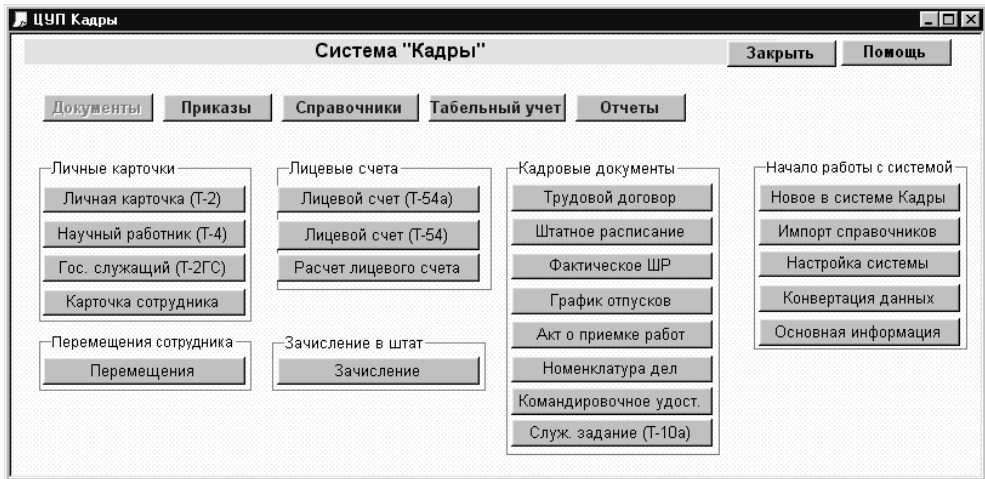 ЦУП Кадры
Система "Кадры"
Закрыть
Помощь
Документы
Приказы
Справочники
Табельный учет
Отчеты
Личные карточки
Личная карточка (Т-2)
Научный работник (Т-4)
Гос. служащий (Т-2ГС)
Карточка сотрудника
Перемещения сотрудника
Перемещения
Лицевые счета
Лицевой счет (Т-54а)
Лицевой счет (Т-54)
Расчет лицевого счета
Зачисление в штат
Зачисление
Кадровые документы
Трудовой договор
Штатное расписание
Фактическое ШР
График отпусков
Акт о приемке работ
Номенклатура дел
Командировочное удост.
Служ. задание (Т-10а)
Начало работы с системой
Новое в системе Кадры
Импорт справочников
Настройка системы
Конвертация данных
Основная информация